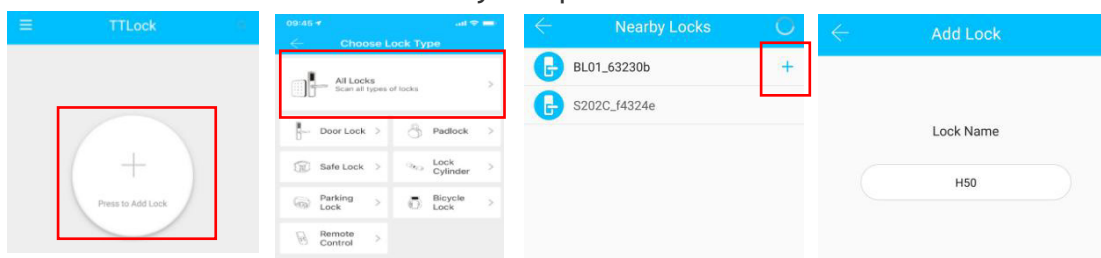 TTLock
Press to Add Lock
09:45
Choose Lock Type
All Locks
Scan all types of locks
Door Lock
Padlock
Safe Lock
Lock
Cylinder
Parking
Lock
Bicycle
Lock
Remote
Control
Nearby Locks
BL01_63230b
S202C_f4324e
Add Lock
Lock Name
H50